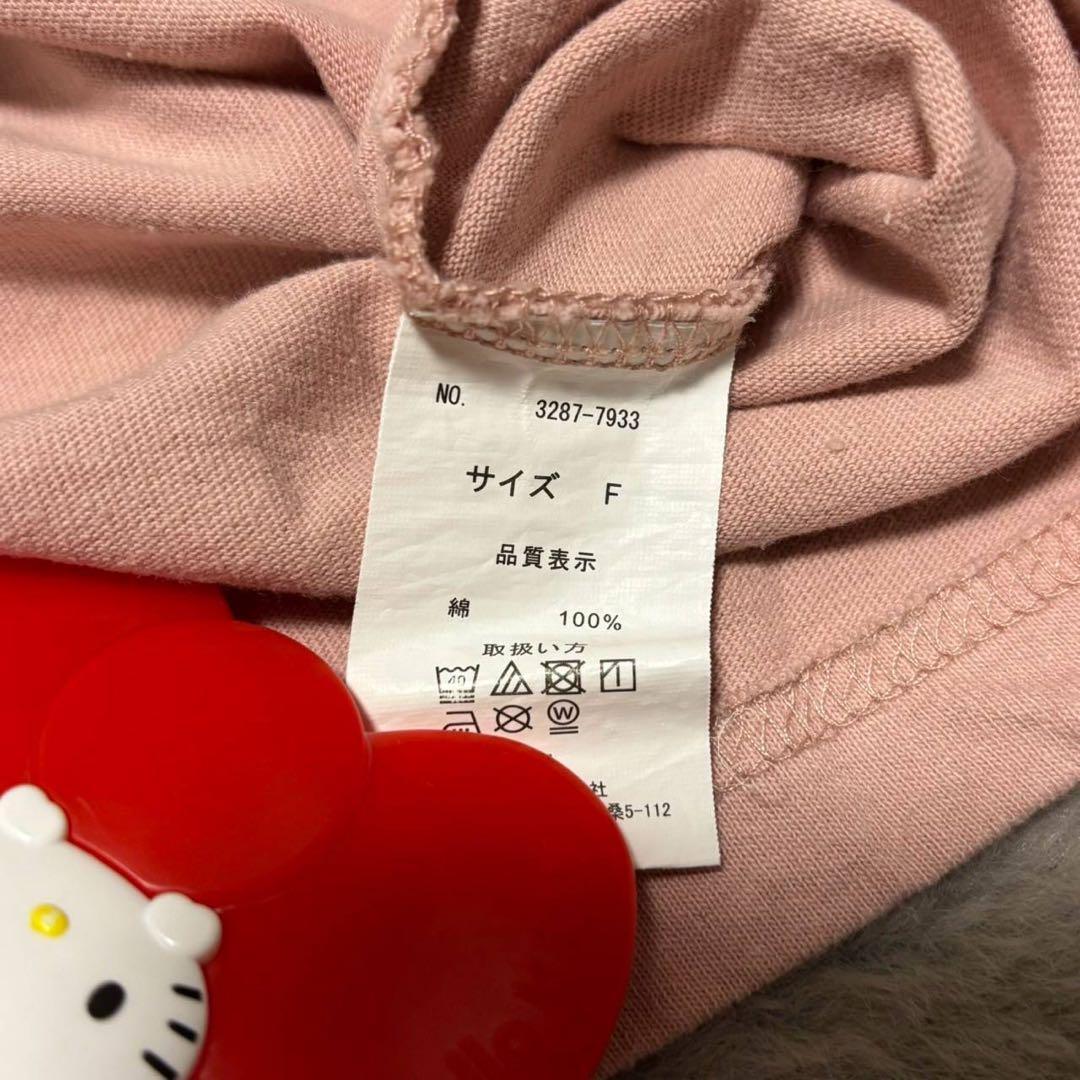 NO. 3287-7933
サイズ F
品質表示
綿 100%
取扱い方
40
W
社
桑5-112